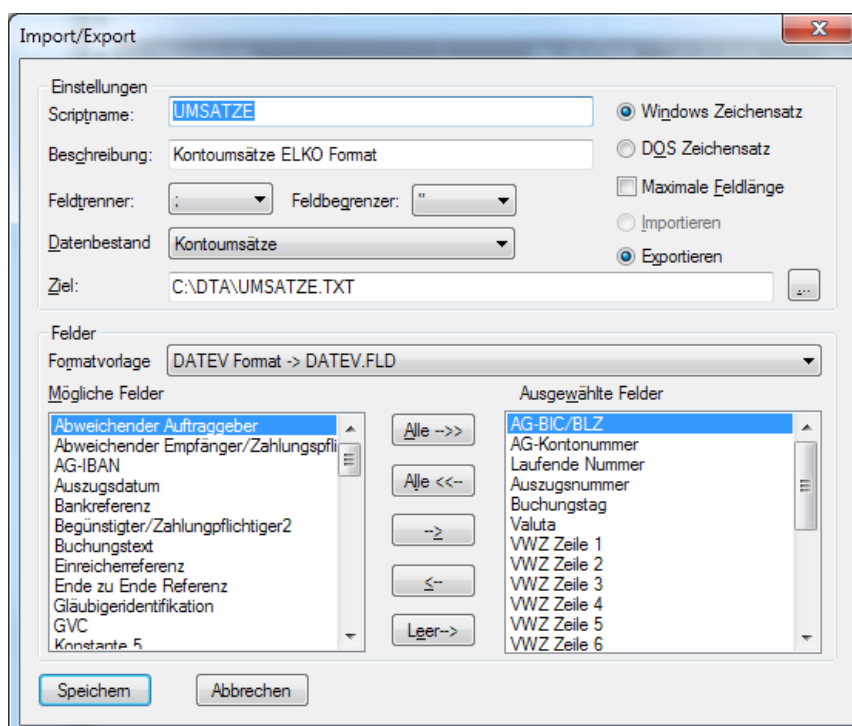 Import/Export
Einstellungen
Scriptname: UMSATZE
Windows Zeichensatz
Beschreibung: Kontoumsätze ELKO Format
DOS Zeichensatz
Feldtrenner: ; Feldbegrenzer: "
Maximale Feldlänge
Importieren
Datenbestand Kontoumsätze
Exportieren
Ziel: C:\DTA\UMSATZE.TXT ...
Felder
Formatvorlage DATEV Format -> DATEV.FLD
Mögliche Felder
Abweichender Auftraggeber
Abweichender Empfänger/Zahlungspfli
AG-IBAN
Auszugsdatum
Bankreferenz
Begünstigter/Zahlungpflichtiger2
Buchungstext
Einreicherreferenz
Ende zu Ende Referenz
Gläubigeridentifikation
GVC
Konstante 5
Alle -->>
Alle <<--
-->
<--
Leer-->
Ausgewählte Felder
AG-BIC/BLZ
AG-Kontonummer
Laufende Nummer
Auszugsnummer
Buchungstag
Valuta
VWZ Zeile 1
VWZ Zeile 2
VWZ Zeile 3
VWZ Zeile 4
VWZ Zeile 5
VWZ Zeile 6
Speichern
Abbrechen